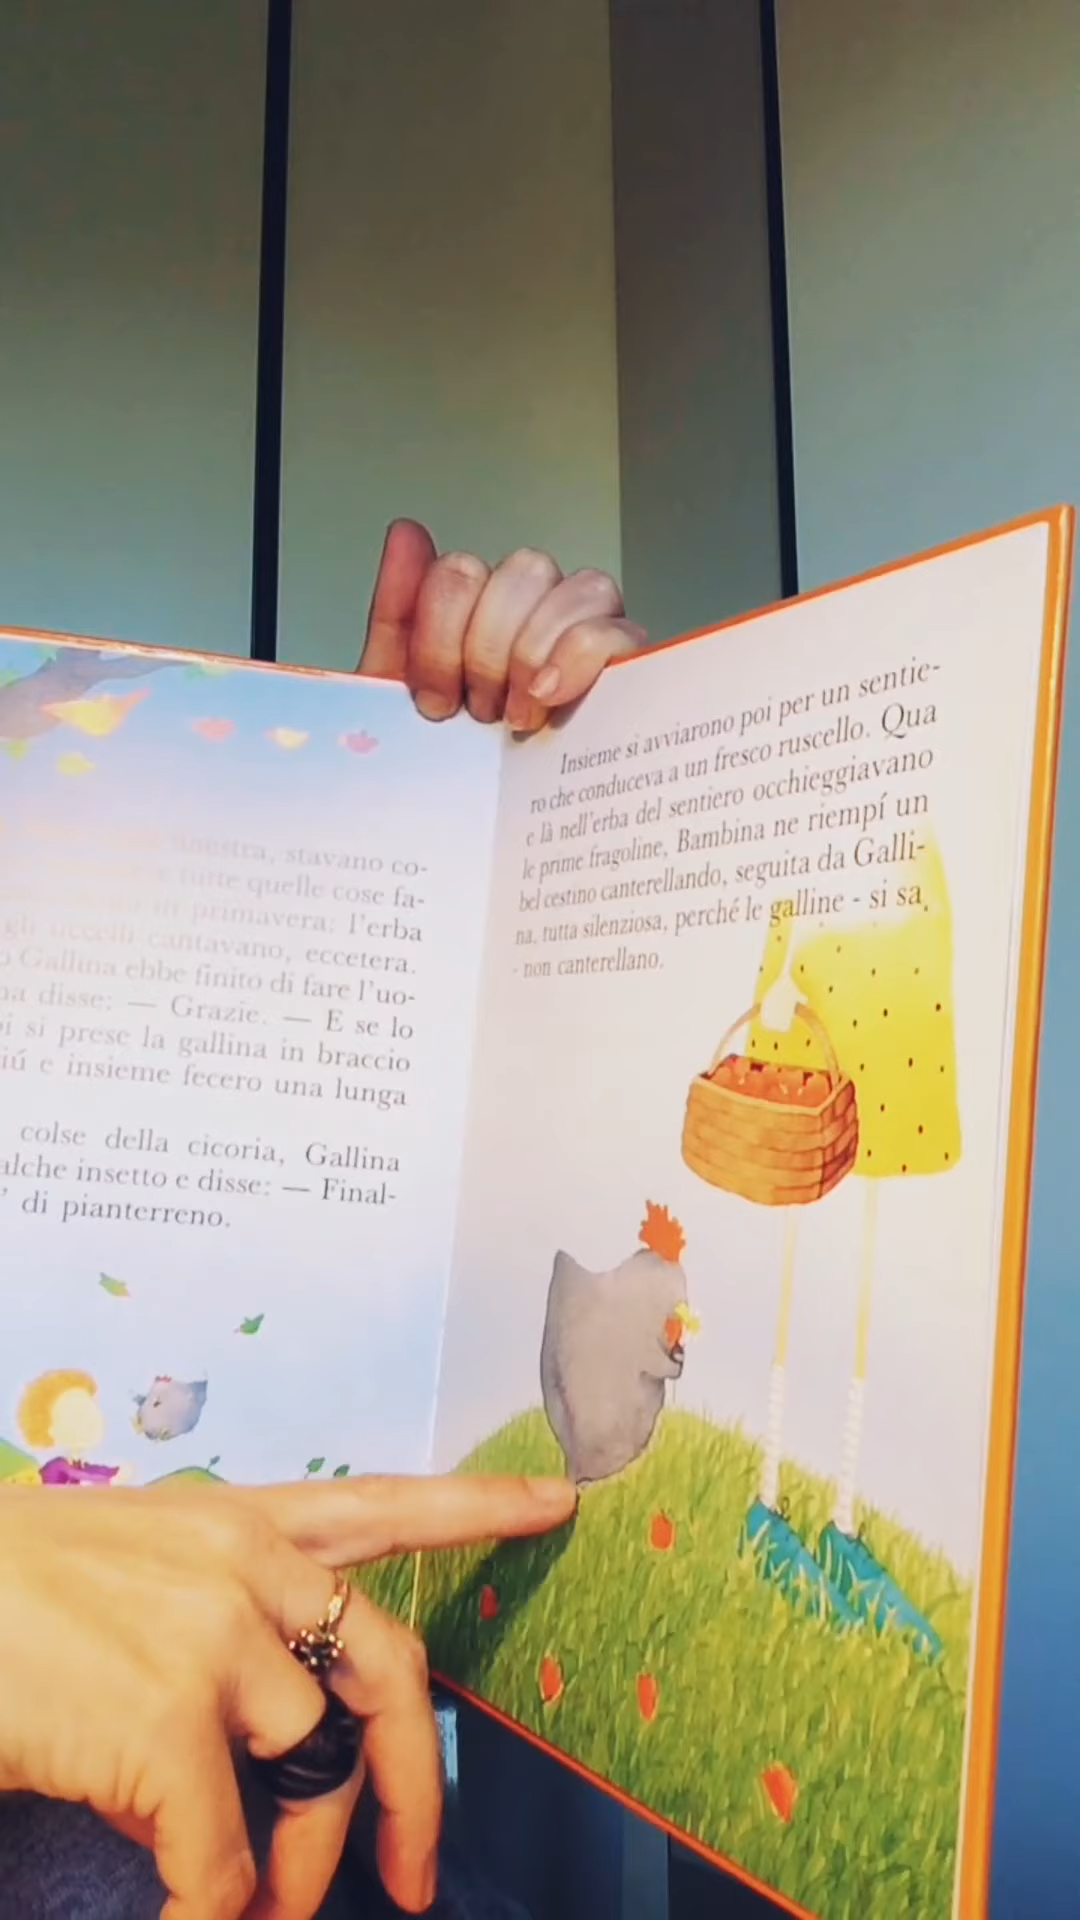 finestra, stavano co-
tutte quelle cose fa-
in primavera: l'erba
gli uccelli cantavano, eccetera.
Gallina ebbe finito di fare l'uo-
disse: — Grazie. — E se lo
si prese la gallina in braccio
e insieme fecero una lunga
colse della cicoria, Gallina
insetto e disse: — Final-
di pianterreno.
Insieme si avviarono poi per un sentie-
ro che conduceva a un fresco ruscello. Qua
e là nell'erba del sentiero occhieggiavano
le prime fragoline, Bambina ne riempí un
bel cestino canterellando, seguita da Galli-
na, tutta silenziosa, perché le galline - si sa
- non canterellano.